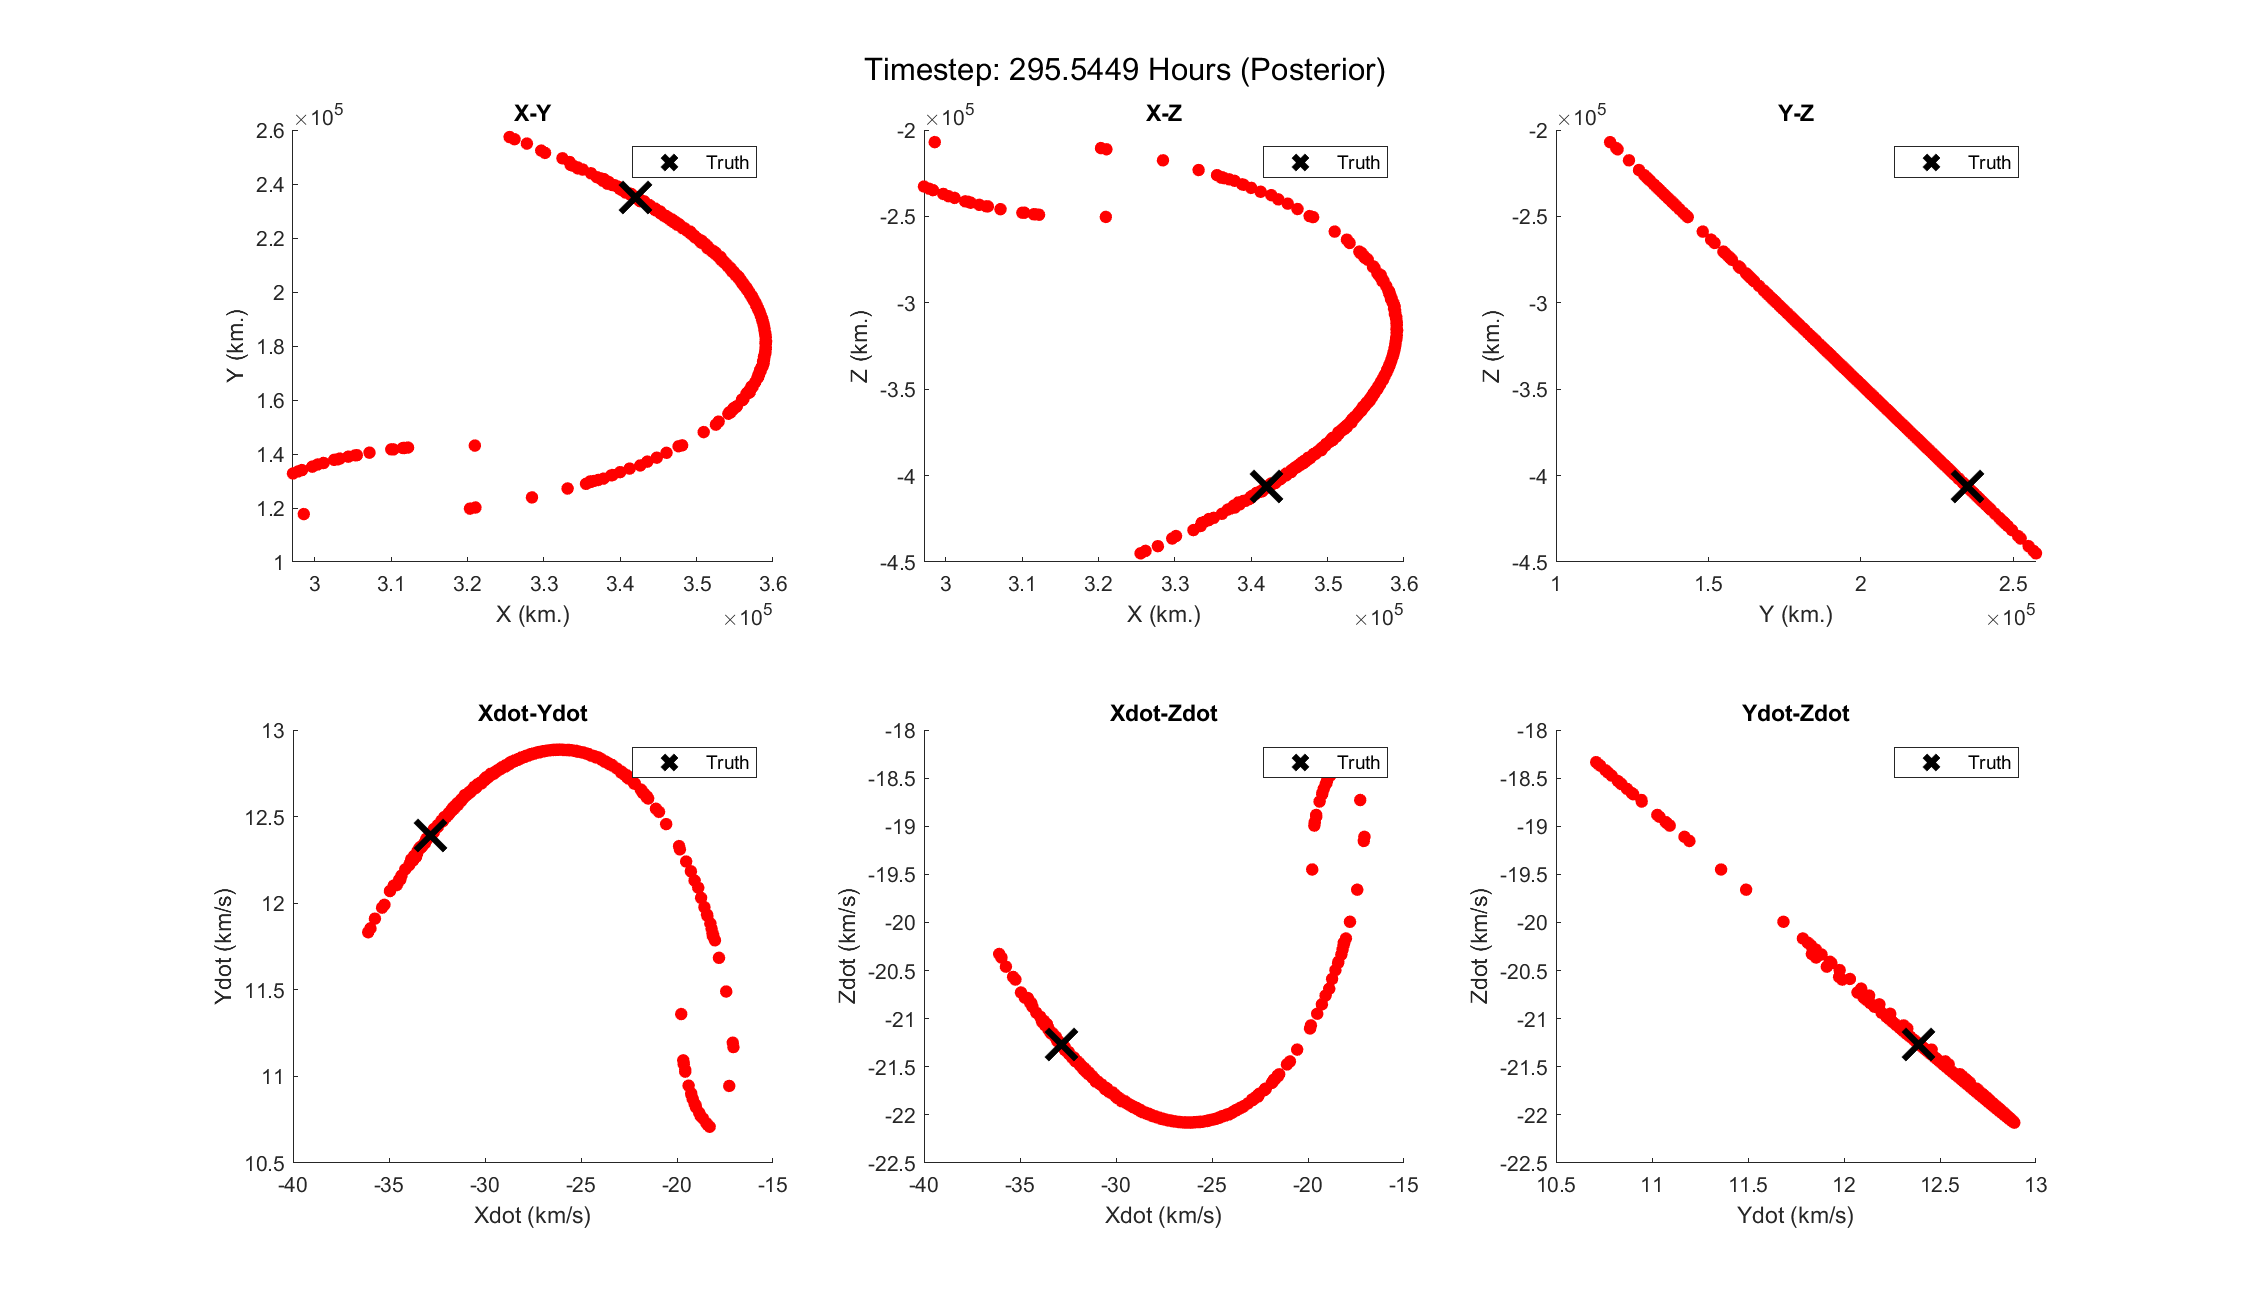 Timestep: 295.5449 Hours (Posterior)
X-Y
×10^5
2.6
2.4
2.2
2
1.8
1.6
1.4
1.2
1
Y (km.)
3 3.1 3.2 3.3 3.4 3.5 3.6
X (km.)
×10^5
Truth
X-Z
×10^5
-2
-2.5
-3
-3.5
-4
-4.5
Z (km.)
3 3.1 3.2 3.3 3.4 3.5 3.6
X (km.)
×10^5
Truth
Y-Z
×10^5
-2
-2.5
-3
-3.5
-4
-4.5
Z (km.)
1 1.5 2 2.5
Y (km.)
×10^5
Truth
Xdot-Ydot
13
12.5
12
11.5
11
10.5
Ydot (km/s)
-40 -35 -30 -25 -20 -15
Xdot (km/s)
Truth
Xdot-Zdot
-18
-18.5
-19
-19.5
-20
-20.5
-21
-21.5
-22
-22.5
Zdot (km/s)
-40 -35 -30 -25 -20 -15
Xdot (km/s)
Truth
Ydot-Zdot
-18
-18.5
-19
-19.5
-20
-20.5
-21
-21.5
-22
-22.5
Zdot (km/s)
10.5 11 11.5 12 12.5 13
Ydot (km/s)
Truth